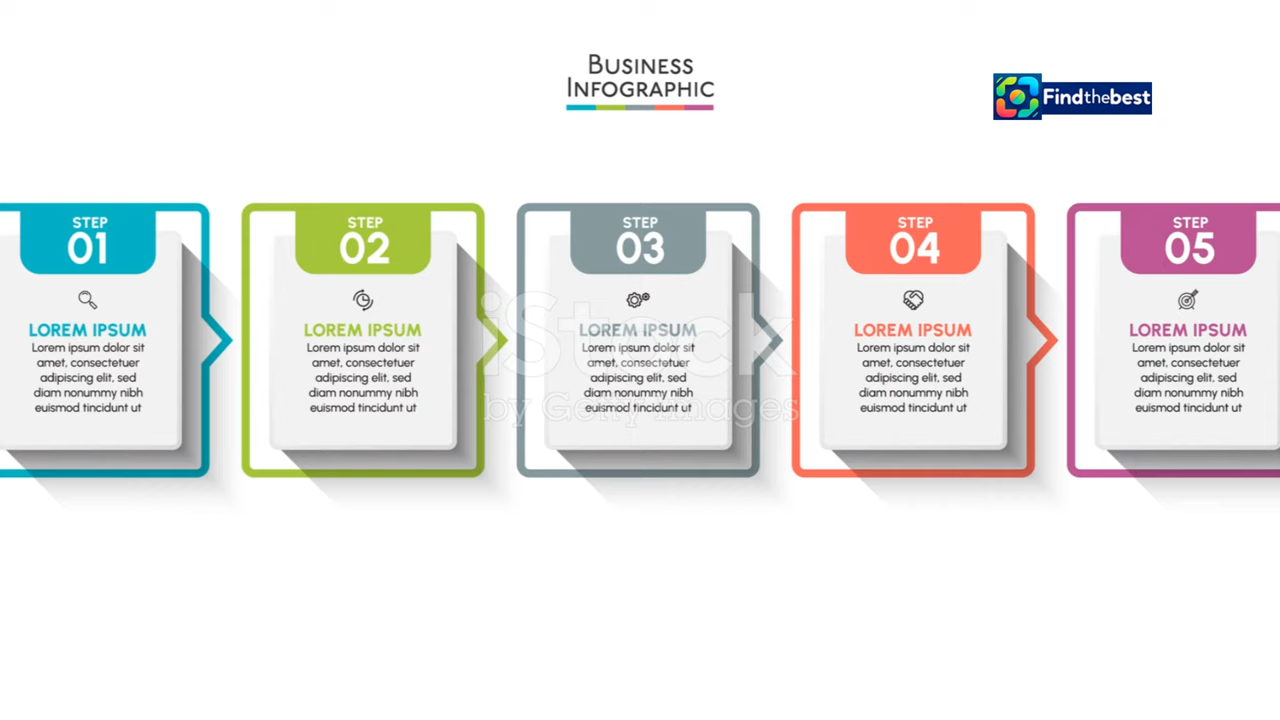 BUSINESS
INFOGRAPHIC
Findthebest
STEP
01
LOREM IPSUM
Lorem ipsum dolor sit
amet, consectetuer
adipiscing elit, sed
diam nonummy nibh
euismod tincidunt ut
STEP
02
LOREM IPSUM
Lorem ipsum dolor sit
amet, consectetuer
adipiscing elit, sed
diam nonummy nibh
euismod tincidunt ut
STEP
03
LOREM IPSUM
Lorem ipsum dolor sit
amet, consectetuer
adipiscing elit, sed
diam nonummy nibh
euismod tincidunt ut
STEP
04
LOREM IPSUM
Lorem ipsum dolor sit
amet, consectetuer
adipiscing elit, sed
diam nonummy nibh
euismod tincidunt ut
STEP
05
LOREM IPSUM
Lorem ipsum dolor sit
amet, consectetuer
adipiscing elit, sed
diam nonummy nibh
euismod tincidunt ut
iStock
by Getty Images